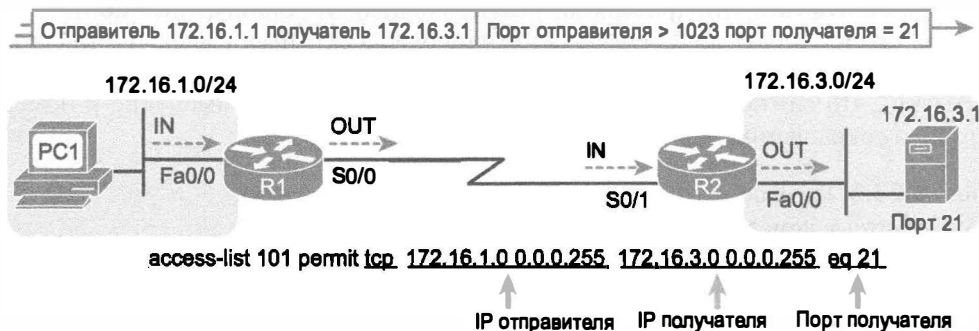 Отправитель 172.16.1.1 получатель 172.16.3.1 Порт отправителя > 1023 порт получателя = 21
172.16.1.0/24
172.16.3.0/24
172.16.3.1
IN
OUT
IN
OUT
PC1
Fa0/0
R1
S0/0
S0/1
R2
Fa0/0
Порт 21
access-list 101 permit tcp 172.16.1.0 0.0.0.255 172.16.3.0 0.0.0.255 eq 21
IP отправителя IP получателя Порт получателя